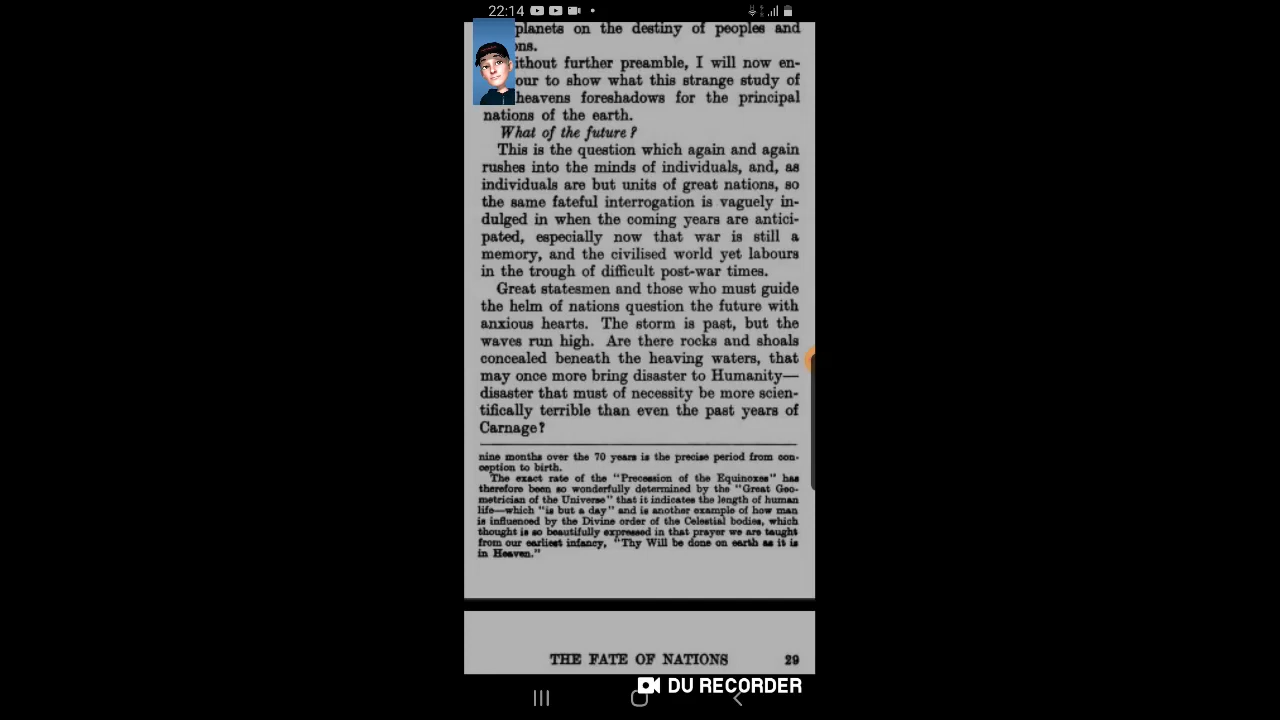 22:14
planets on the destiny of peoples and
ons.
ithout further preamble, I will now en-
our to show what this strange study of
heavens foreshadows for the principal
nations of the earth.
What of the future?
This is the question which again and again
rushes into the minds of individuals, and, as
individuals are but units of great nations, so
the same fateful interrogation is vaguely in-
dulged in when the coming years are antici-
pated, especially now that war is still a
memory, and the civilised world yet labours
in the trough of difficult post-war times.
Great statesmen and those who must guide
the helm of nations question the future with
anxious hearts. The storm is past, but the
waves run high. Are there rocks and shoals
concealed beneath the heaving waters, that
may once more bring disaster to Humanity—
disaster that must of necessity be more scien-
tifically terrible than even the past years of
Carnage?
nine months over the 70 years is the precise period from con-
ception to birth.
The exact rate of the "Precession of the Equinoxes" has
therefore been so wonderfully determined by the "Great Geo-
metrician of the Universe" that it indicates the length of human
life—which "is but a day" and is another example of how man
is influenced by the Divine order of the Celestial bodies, which
thought is so beautifully expressed in that prayer we are taught
from our earliest infancy, "Thy Will be done on earth as it is
in Heaven."
THE FATE OF NATIONS 29
DU RECORDER